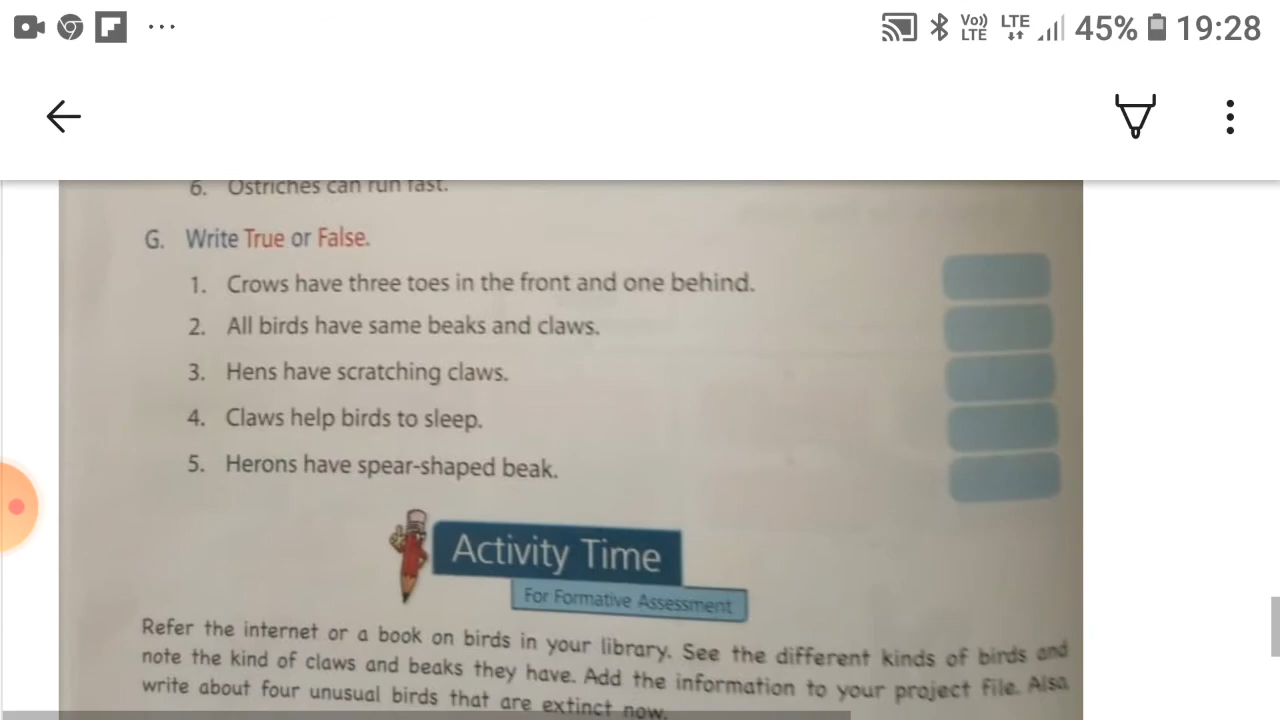 Vo)) LTE LTE 45% 19:28
6. Ostriches can run fast.
G. Write True or False.
1. Crows have three toes in the front and one behind.
2. All birds have same beaks and claws.
3. Hens have scratching claws.
4. Claws help birds to sleep.
5. Herons have spear-shaped beak.
Activity Time
For Formative Assessment
Refer the internet or a book on birds in your library. See the different kinds of birds and
note the kind of claws and beaks they have. Add the information to your project file. Also
write about four unusual birds that are extinct now.